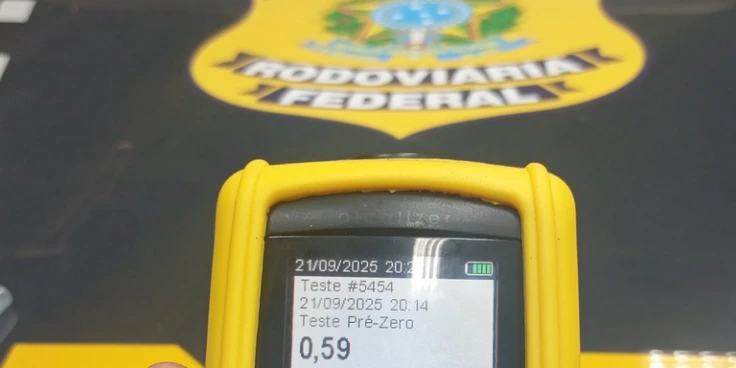 RODOVIÁRIA
FEDERAL
21/09/2025
Teste #5454
21/09/2025 20:14
Teste Pré-Zero
0,59